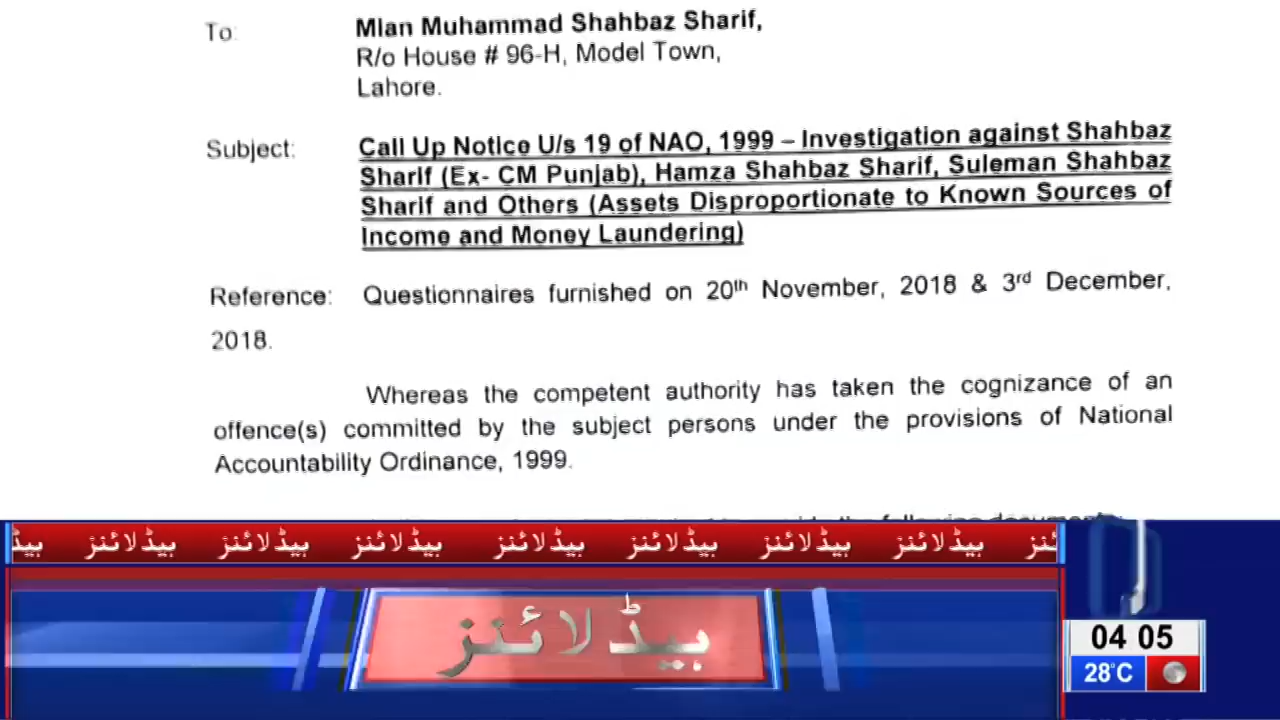 To:
Mian Muhammad Shahbaz Sharif,
R/o House # 96-H, Model Town,
Lahore.
Subject:
Call Up Notice U/s 19 of NAO, 1999 – Investigation against Shahbaz
Sharif (Ex- CM Punjab), Hamza Shahbaz Sharif, Suleman Shahbaz
Sharif and Others (Assets Disproportionate to Known Sources of
Income and Money Laundering)
Reference: Questionnaires furnished on 20th November, 2018 & 3rd December,
2018.
Whereas the competent authority has taken the cognizance of an
offence(s) committed by the subject persons under the provisions of National
Accountability Ordinance, 1999.
the following documents
ہیڈلائنز ہیڈلائنز ہیڈلائنز ہیڈلائنز ہیڈلائنز ہیڈلائنز ہیڈلائنز
ہیڈلائنز
04 05
28°C